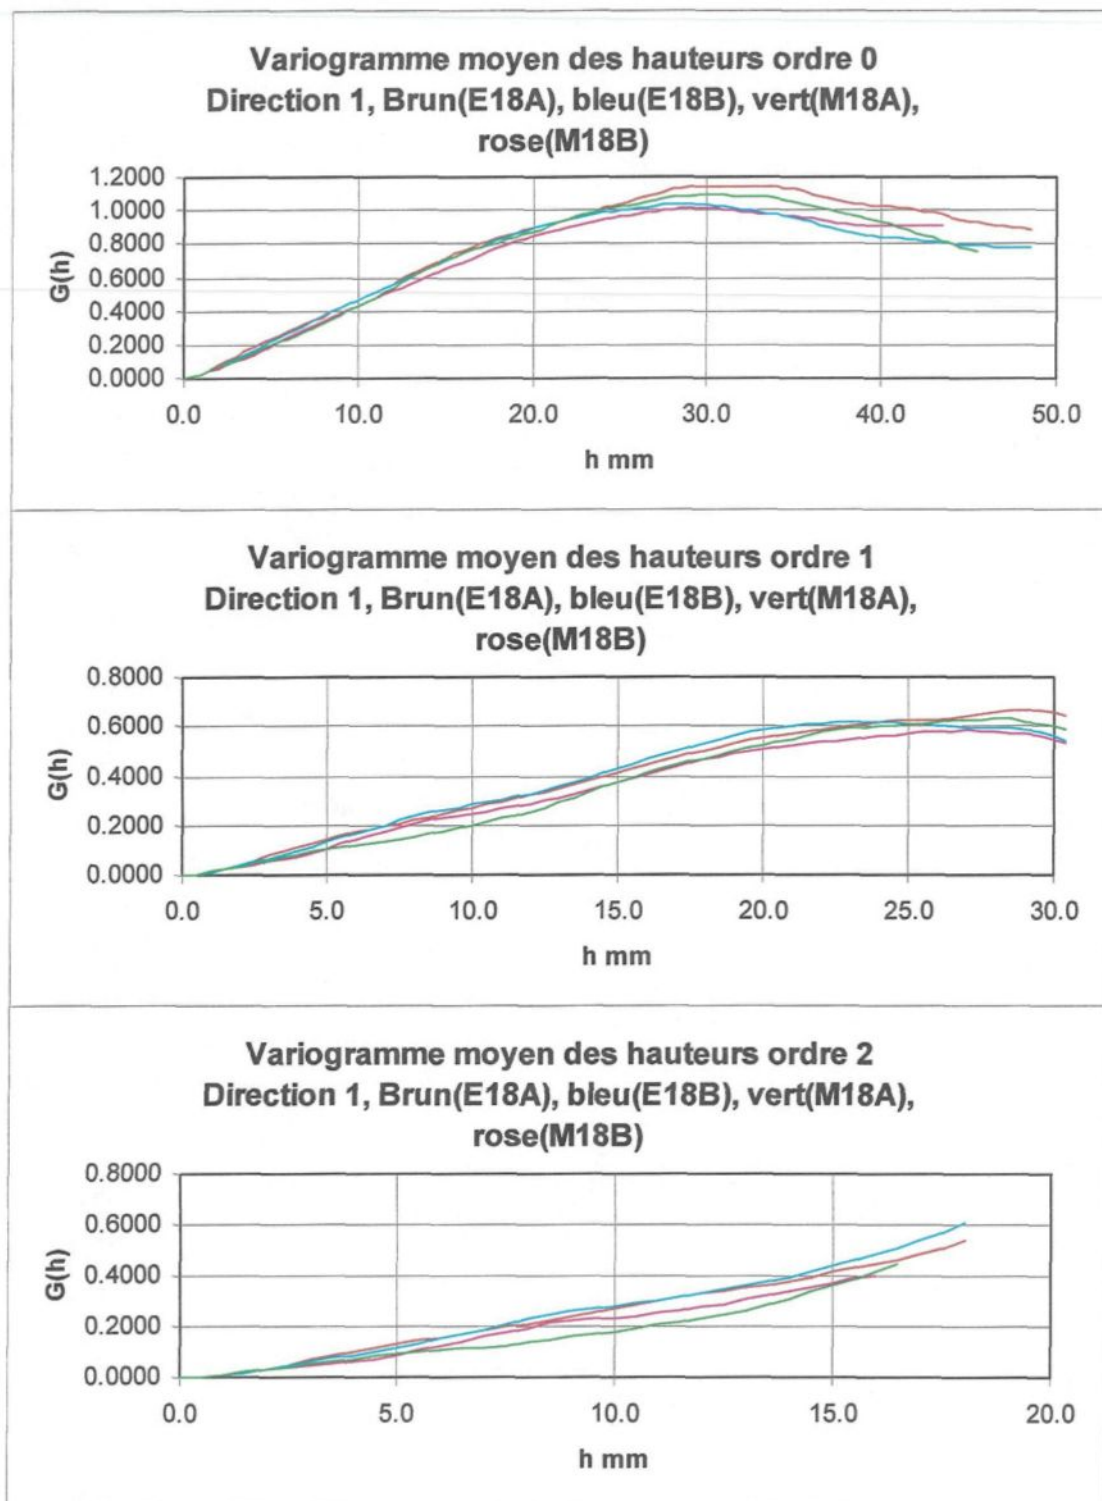 Variogramme moyen des hauteurs ordre 0
Direction 1, Brun(E18A), bleu(E18B), vert(M18A),
rose(M18B)
1.2000
1.0000
0.8000
0.6000
0.4000
0.2000
0.0000
G(h)
0.0 10.0 20.0 30.0 40.0 50.0
h mm
Variogramme moyen des hauteurs ordre 1
Direction 1, Brun(E18A), bleu(E18B), vert(M18A),
rose(M18B)
0.8000
0.6000
0.4000
0.2000
0.0000
G(h)
0.0 5.0 10.0 15.0 20.0 25.0 30.0
h mm
Variogramme moyen des hauteurs ordre 2
Direction 1, Brun(E18A), bleu(E18B), vert(M18A),
rose(M18B)
0.8000
0.6000
0.4000
0.2000
0.0000
G(h)
0.0 5.0 10.0 15.0 20.0
h mm